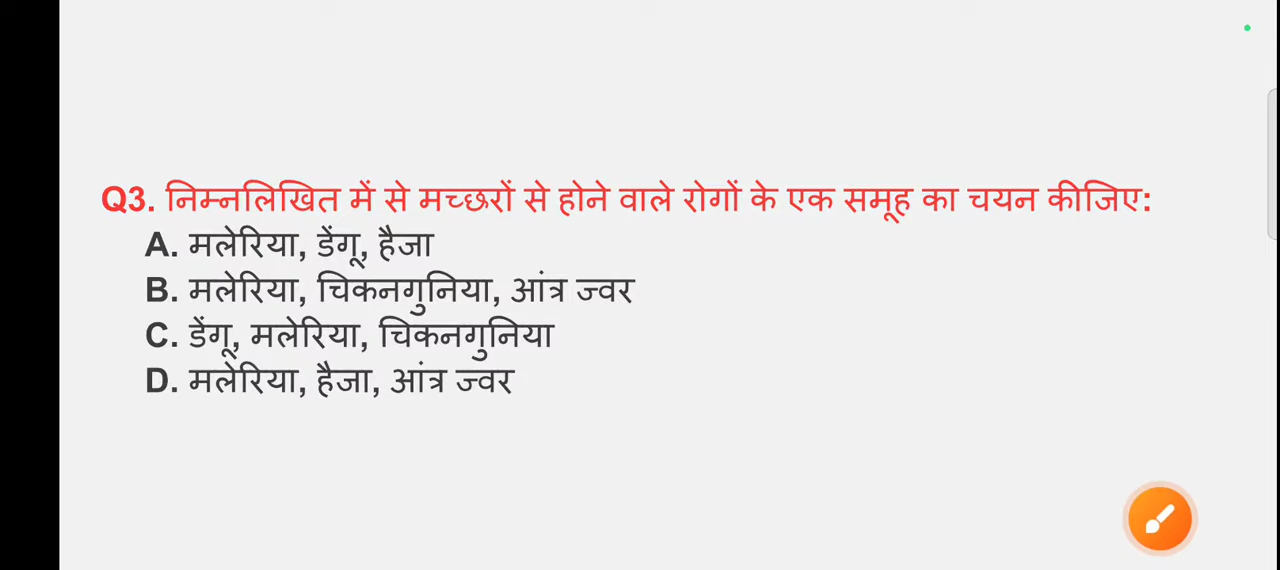 Q3. निम्नलिखित में से मच्छरों से होने वाले रोगों के एक समूह का चयन कीजिए:
A. मलेरिया, डेंगू, हैजा
B. मलेरिया, चिकनगुनिया, आंत्र ज्वर
C. डेंगू, मलेरिया, चिकनगुनिया
D. मलेरिया, हैजा, आंत्र ज्वर